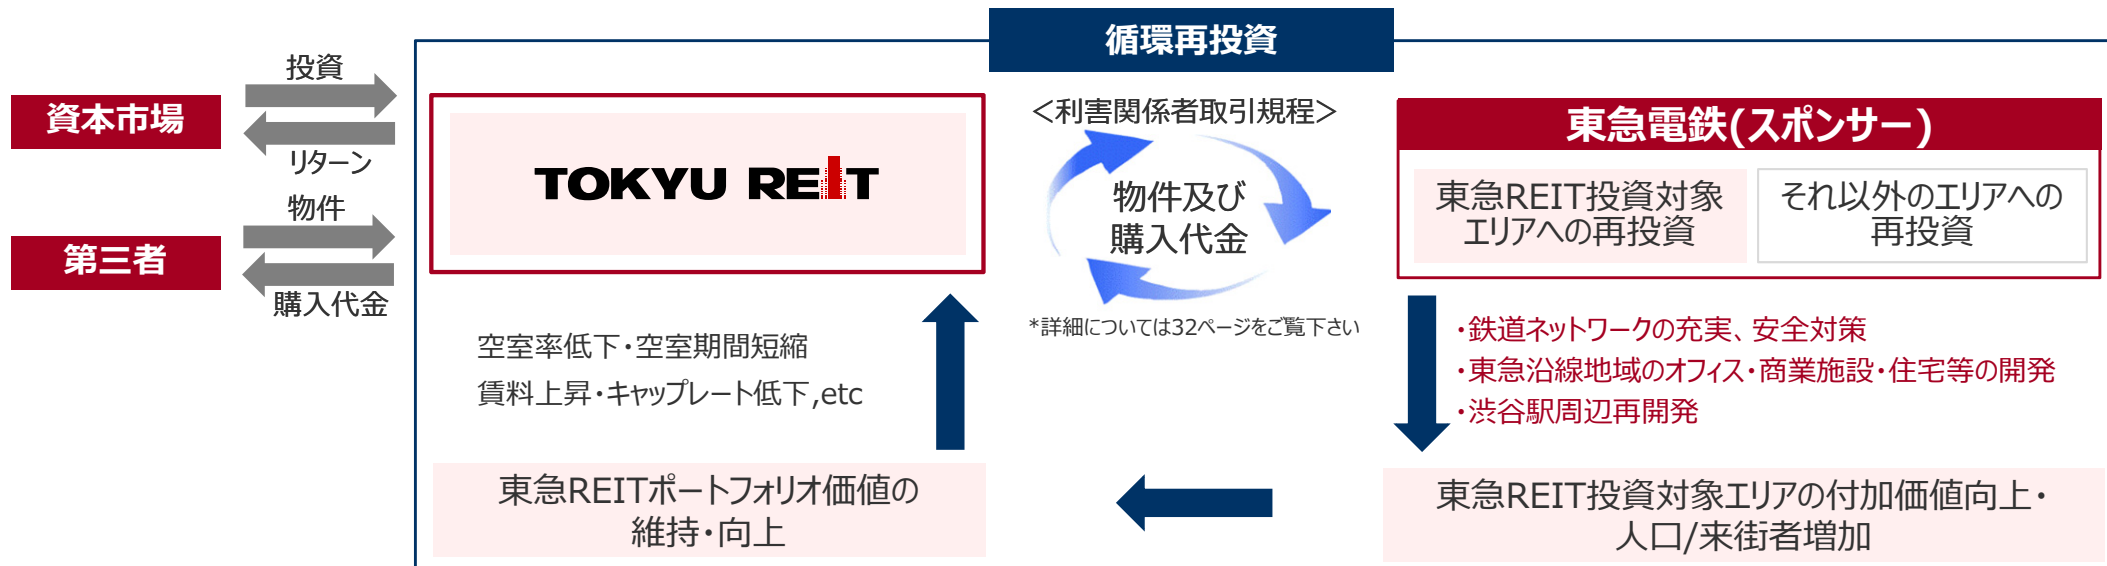 循環再投資
投資
資本市場
リターン
物件
第三者
購入代金
TOKYU REIT
<利害関係者取引規程>
物件及び
購入代金
*詳細については32ページをご覧下さい
東急電鉄(スポンサー)
東急REIT投資対象
エリアへの再投資
それ以外のエリアへの
再投資
・鉄道ネットワークの充実、安全対策
・東急沿線地域のオフィス・商業施設・住宅等の開発
・渋谷駅周辺再開発
空室率低下・空室期間短縮
賃料上昇・キャップレート低下,etc
東急REITポートフォリオ価値の
維持・向上
東急REIT投資対象エリアの付加価値向上・
人口/来街者増加